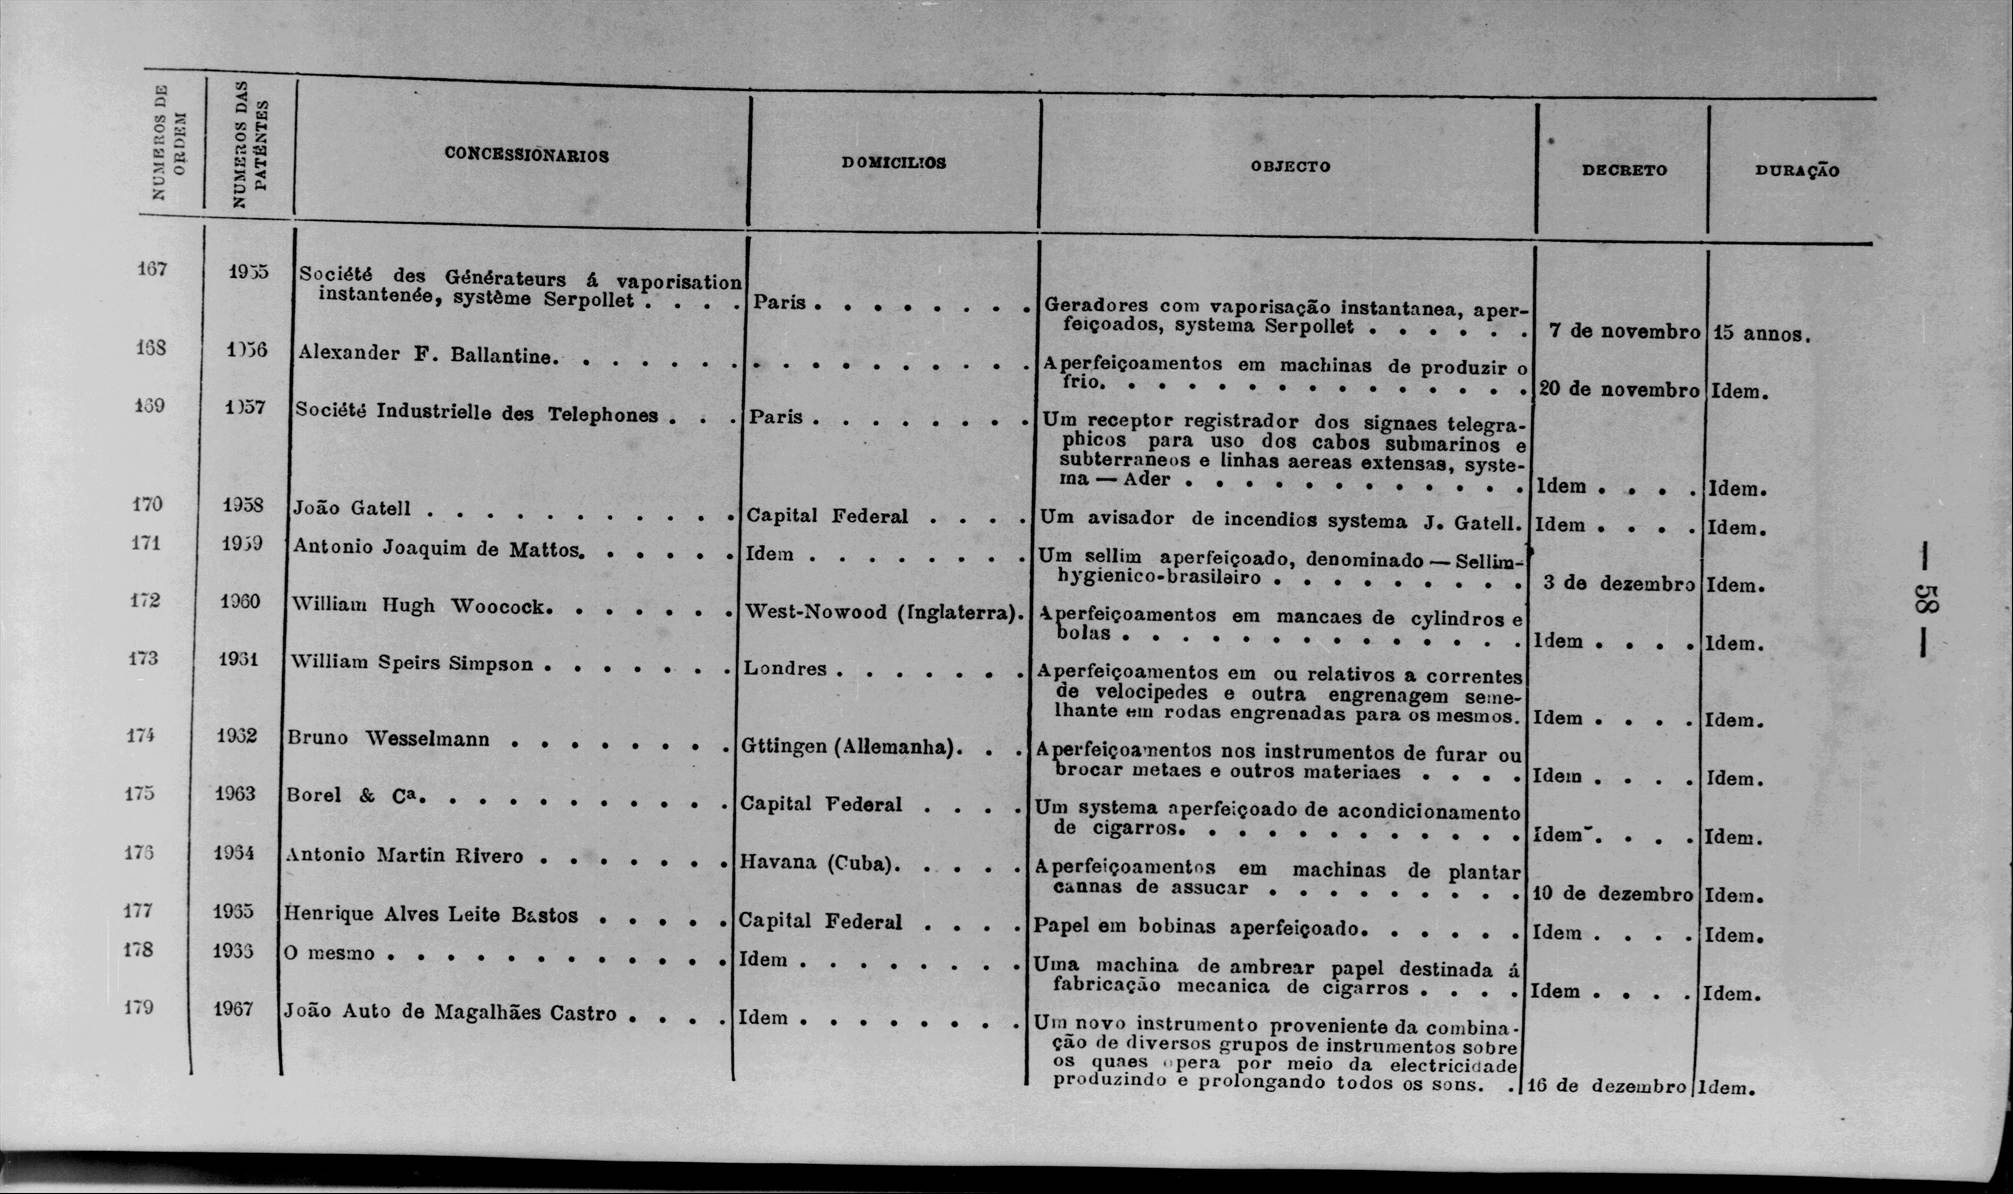 NUMEROS DE ORDEM
NUMEROS DAS PATENTES
CONCESSIONARIOS
DOMICILIOS
OBJECTO
DECRETO
DURAÇÃO
167 1955 Société des Générateurs á vaporisation
instantenée, systême Serpollet . . . . Paris . . . . . . . . Geradores com vaporisação instantanea, aper-
feiçoados, systema Serpollet . . . . . . 7 de novembro 15 annos.
168 1956 Alexander F. Ballantine. . . . . . . . . . . . . . . . . Aperfeiçoamentos em machinas de produzir o
frio. . . . . . . . . . . . . . . 20 de novembro Idem.
169 1957 Société Industrielle des Telephones . . . Paris . . . . . . . . Um receptor registrador dos signaes telegra-
phicos para uso dos cabos submarinos e
subterraneos e linhas aereas extensas, syste-
ma — Ader . . . . . . . . . . . . Idem . . . . Idem.
170 1958 João Gatell . . . . . . . . . . . Capital Federal . . . . Um avisador de incendios systema J. Gatell. Idem . . . . Idem.
171 1959 Antonio Joaquim de Mattos. . . . . . Idem . . . . . . . . Um sellim aperfeiçoado, denominado — Sellim-
hygienico-brasileiro . . . . . . . . . 3 de dezembro Idem.
172 1960 William Hugh Woocock. . . . . . . West-Nowood (Inglaterra). Aperfeiçoamentos em mancaes de cylindros e
bolas . . . . . . . . . . . . . . Idem . . . . Idem.
173 1961 William Speirs Simpson . . . . . . . Londres . . . . . . . Aperfeiçoamentos em ou relativos a correntes
de velocipedes e outra engrenagem seme-
lhante em rodas engrenadas para os mesmos. Idem . . . . Idem.
174 1962 Bruno Wesselmann . . . . . . . . Gttingen (Allemanha). . . Aperfeiçoamentos nos instrumentos de furar ou
brocar metaes e outros materiaes . . . . Idem . . . . Idem.
175 1963 Borel & Cª. . . . . . . . . . . Capital Federal . . . . Um systema aperfeiçoado de acondicionamento
de cigarros. . . . . . . . . . . . Idem . . . . Idem.
176 1964 Antonio Martin Rivero . . . . . . . Havana (Cuba). . . . . Aperfeiçoamentos em machinas de plantar
cannas de assucar . . . . . . . . . 10 de dezembro Idem.
177 1965 Henrique Alves Leite Bastos . . . . . Capital Federal . . . . Papel em bobinas aperfeiçoado. . . . . . Idem . . . . Idem.
178 1966 O mesmo . . . . . . . . . . . . Idem . . . . . . . . Uma machina de ambrear papel destinada á
fabricação mecanica de cigarros . . . . Idem . . . . Idem.
179 1967 João Auto de Magalhães Castro . . . . Idem . . . . . . . . Um novo instrumento proveniente da combina-
ção de diversos grupos de instrumentos sobre
os quaes opera por meio da electricidade
produzindo e prolongando todos os sons. . 16 de dezembro Idem.
— 58 —